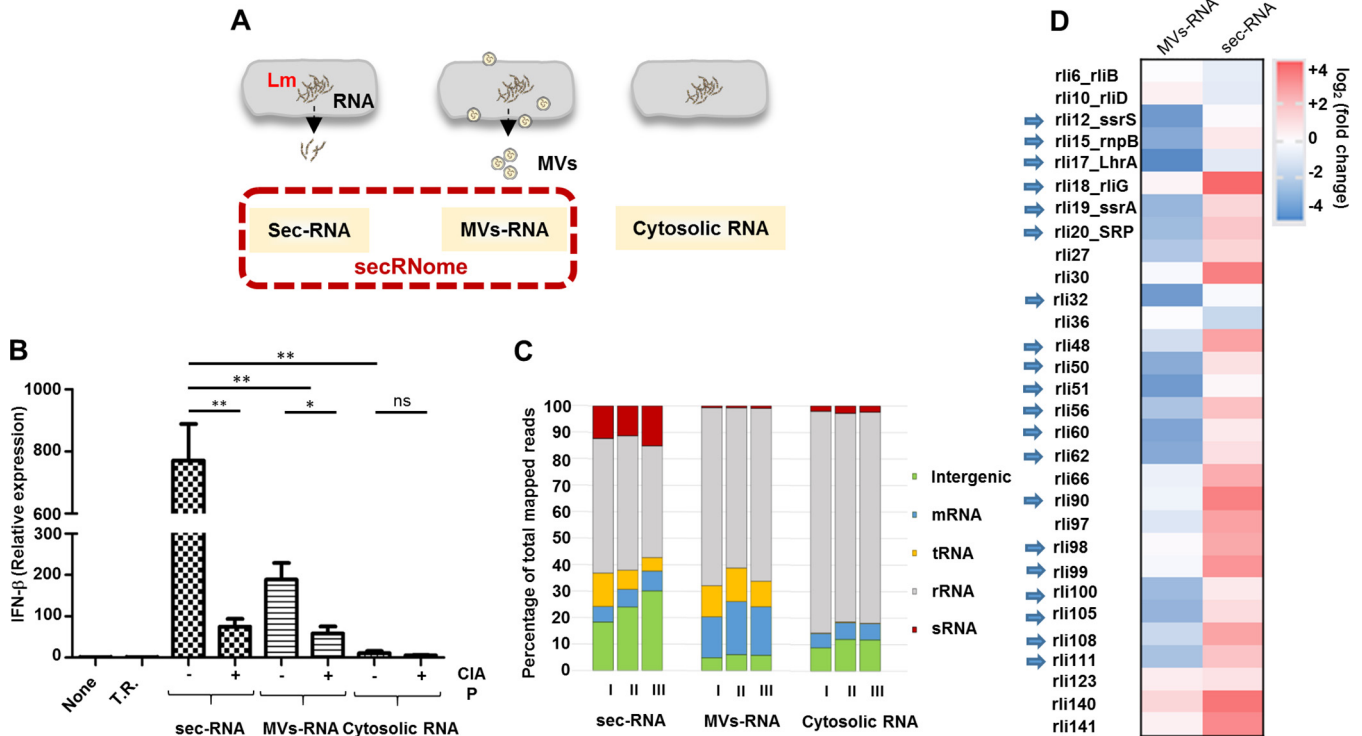 A
Lm
RNA
MVs
Sec-RNA
MVs-RNA
Cytosolic RNA
secRNome
B
IFN-β (Relative expression)
1000
800
600
300
200
100
0
**
**
**
*
ns
None
T.R.
-
+
-
+
-
+
CIA
P
sec-RNA
MVs-RNA
Cytosolic RNA
C
Percentage of total mapped reads
100
90
80
70
60
50
40
30
20
10
0
I
II
III
I
II
III
I
II
III
sec-RNA
MVs-RNA
Cytosolic RNA
Intergenic
mRNA
tRNA
rRNA
sRNA
D
MVs-RNA
sec-RNA
rli6_rliB
rli10_rliD
rli12_ssrS
rli15_rnpB
rli17_LhrA
rli18_rliG
rli19_ssrA
rli20_SRP
rli27
rli30
rli32
rli36
rli48
rli50
rli51
rli56
rli60
rli62
rli66
rli90
rli97
rli98
rli99
rli100
rli105
rli108
rli111
rli123
rli140
rli141
+4
+2
0
-2
-4
log₂ (fold change)